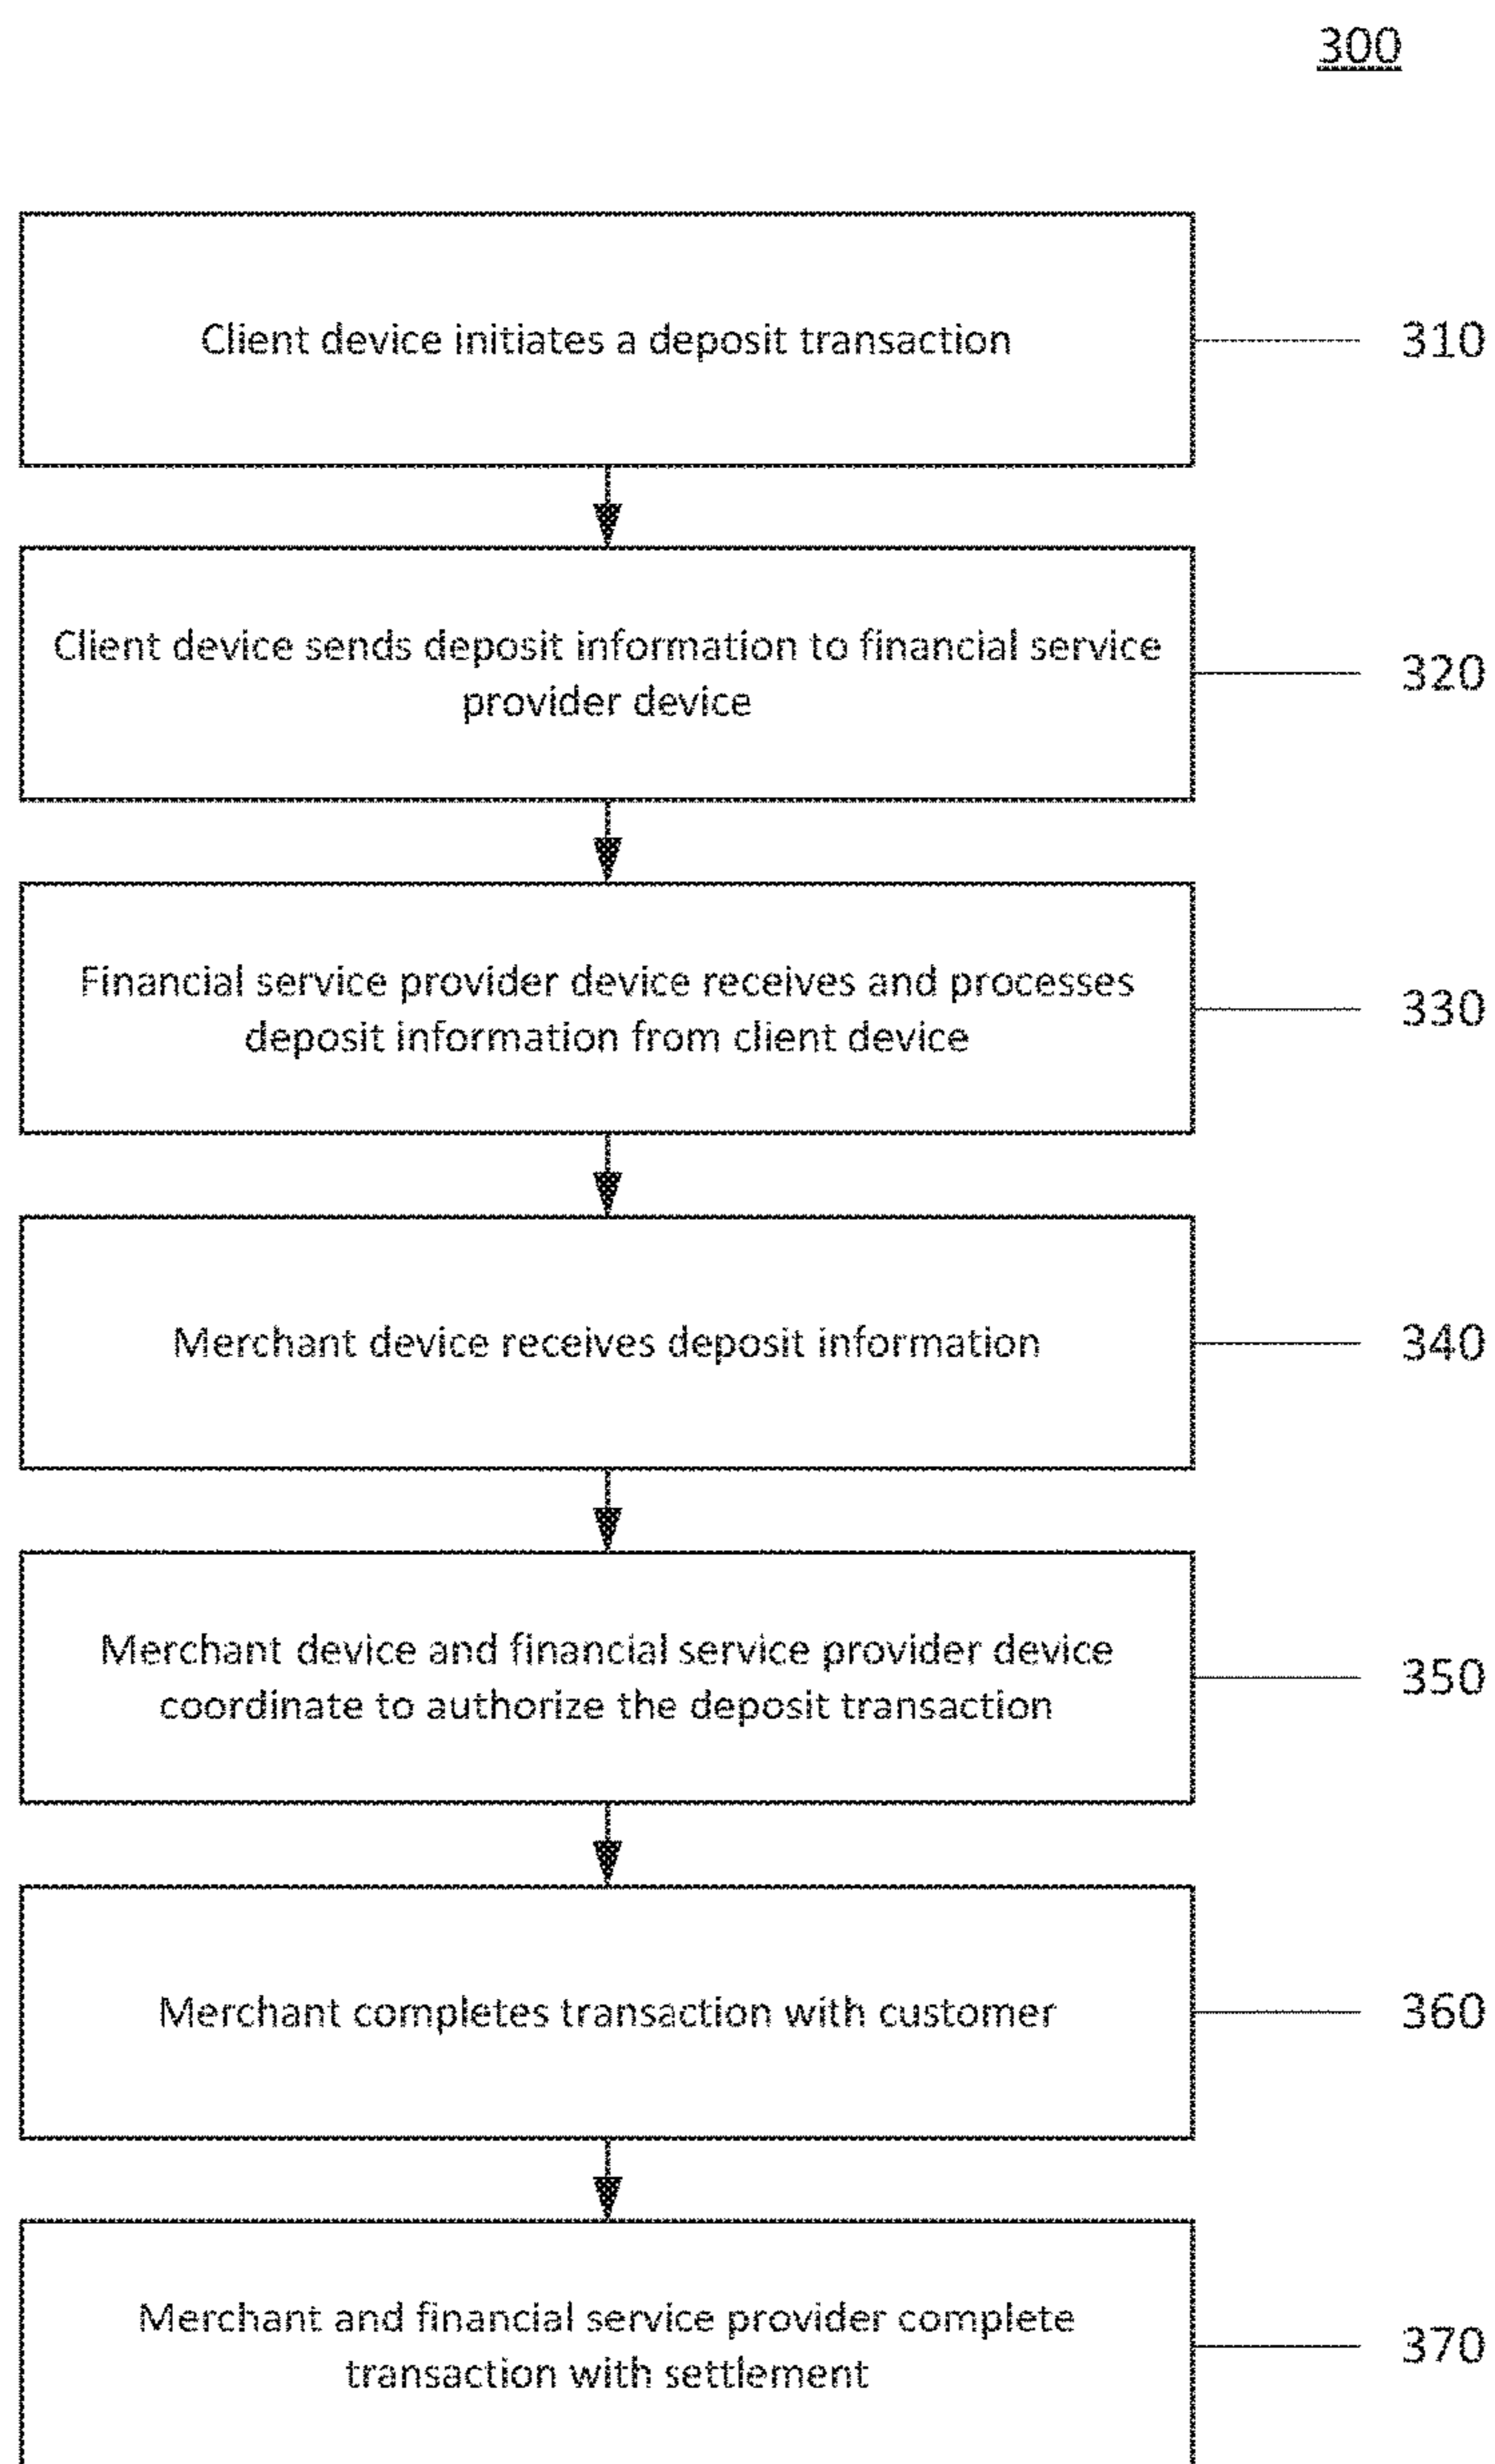 300
Client device initiates a deposit transaction
310
Client device sends deposit information to financial service
provider device
320
Financial service provider device receives and processes
deposit information from client device
330
Merchant device receives deposit information
340
Merchant device and financial service provider device
coordinate to authorize the deposit transaction
350
Merchant completes transaction with customer
360
Merchant and financial service provider complete
transaction with settlement
370